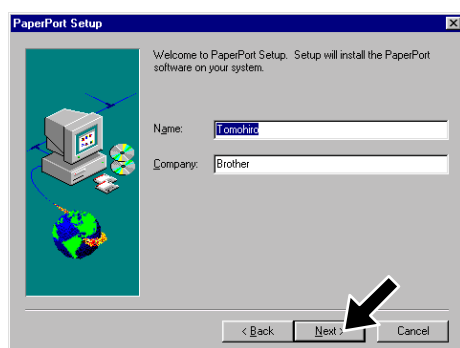 PaperPort Setup
Welcome to PaperPort Setup. Setup will install the PaperPort
software on your system.
Name: Tomohiro
Company: Brother
< Back Next > Cancel